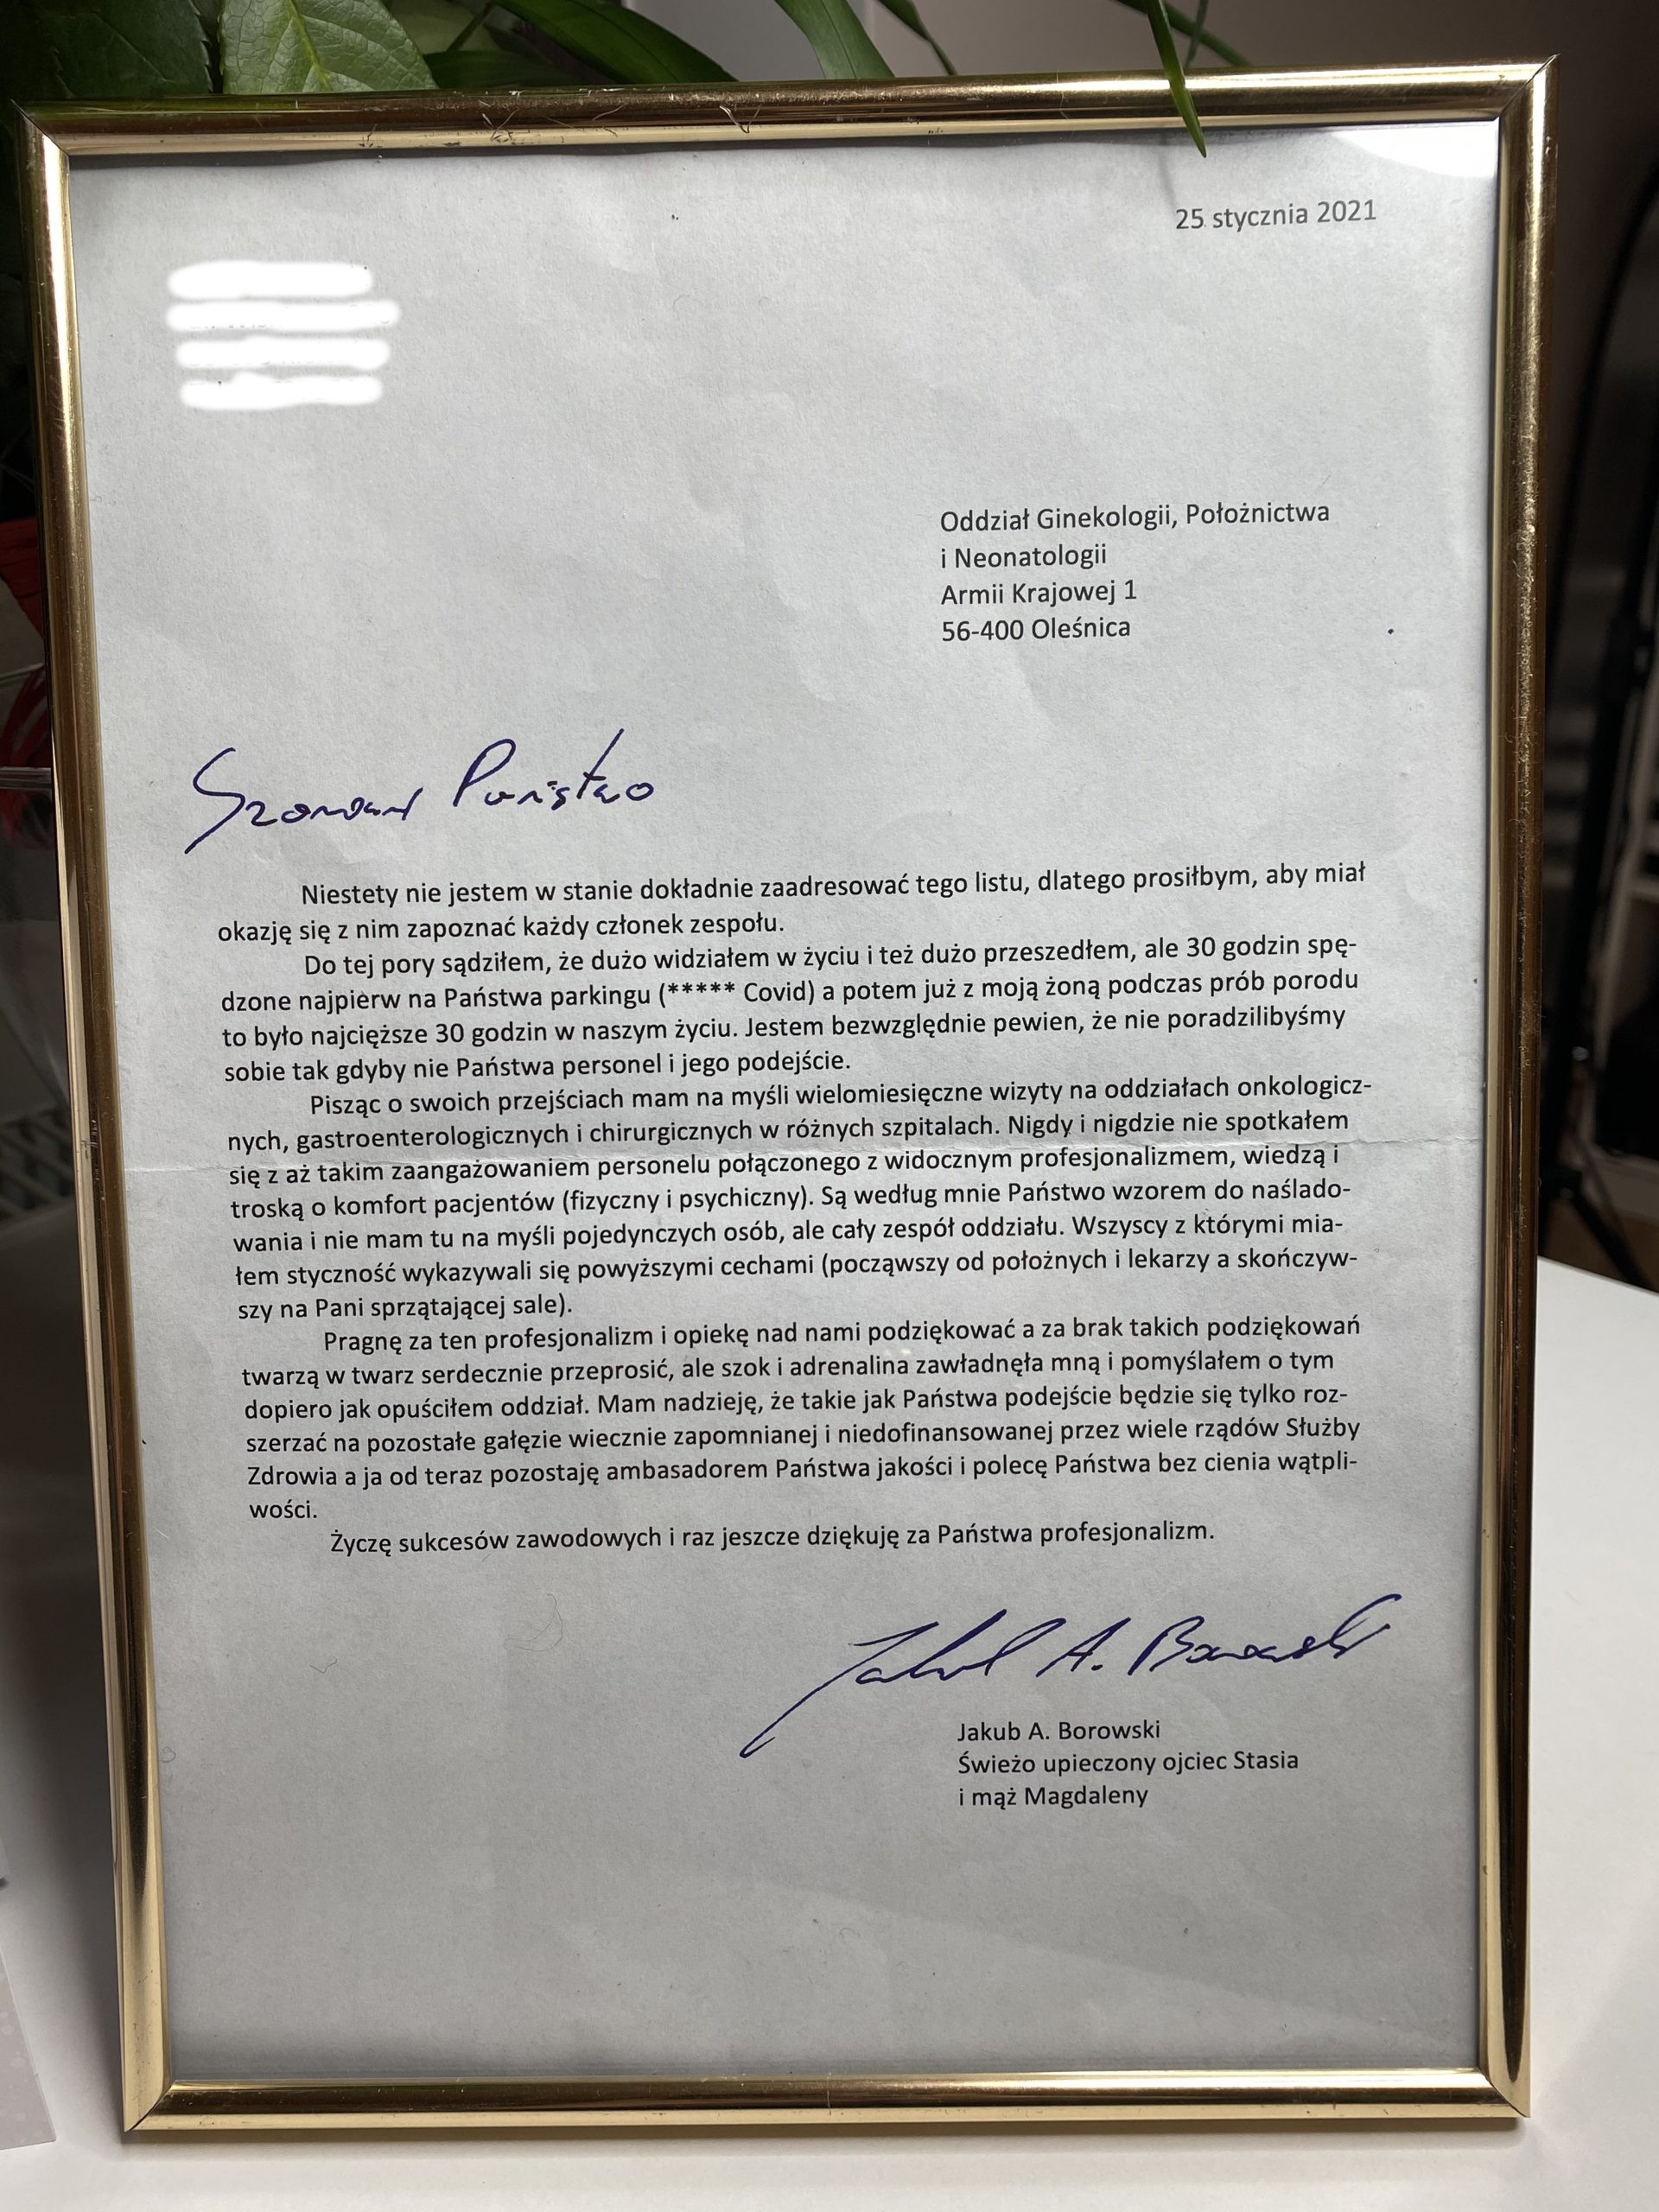 25 stycznia 2021
Oddział Ginekologii, Położnictwa
i Neonatologii
Armii Krajowej 1
56-400 Oleśnica
Szanowni Państwo
Niestety nie jestem w stanie dokładnie zaadresować tego listu, dlatego prosiłbym, aby miał
okazję się z nim zapoznać każdy członek zespołu.
Do tej pory sądziłem, że dużo widziałem w życiu i też dużo przeszedłem, ale 30 godzin spę-
dzone najpierw na Państwa parkingu (***** Covid) a potem już z moją żoną podczas prób porodu
to było najcięższe 30 godzin w naszym życiu. Jestem bezwzględnie pewien, że nie poradzilibyśmy
sobie tak gdyby nie Państwa personel i jego podejście.
Pisząc o swoich przejściach mam na myśli wielomiesięczne wizyty na oddziałach onkologicz-
nych, gastroenterologicznych i chirurgicznych w różnych szpitalach. Nigdy i nigdzie nie spotkałem
się z aż takim zaangażowaniem personelu połączonego z widocznym profesjonalizmem, wiedzą i
troską o komfort pacjentów (fizyczny i psychiczny). Są według mnie Państwo wzorem do naślado-
wania i nie mam tu na myśli pojedynczych osób, ale cały zespół oddziału. Wszyscy z którymi mia-
łem styczność wykazywali się powyższymi cechami (począwszy od położnych i lekarzy a skończyw-
szy na Pani sprzątającej sale).
Pragnę za ten profesjonalizm i opiekę nad nami podziękować a za brak takich podziękowań
twarzą w twarz serdecznie przeprosić, ale szok i adrenalina zawładnęła mną i pomyślałem o tym
dopiero jak opuściłem oddział. Mam nadzieję, że takie jak Państwa podejście będzie się tylko roz-
szerzać na pozostałe gałęzie wiecznie zapomnianej i niedofinansowanej przez wiele rządów Służby
Zdrowia a ja od teraz pozostaję ambasadorem Państwa jakości i polecę Państwa bez cienia wątpli-
wości.
Życzę sukcesów zawodowych i raz jeszcze dziękuję za Państwa profesjonalizm.
Jakub A. Borowski
Jakub A. Borowski
Świeżo upieczony ojciec Stasia
i mąż Magdaleny